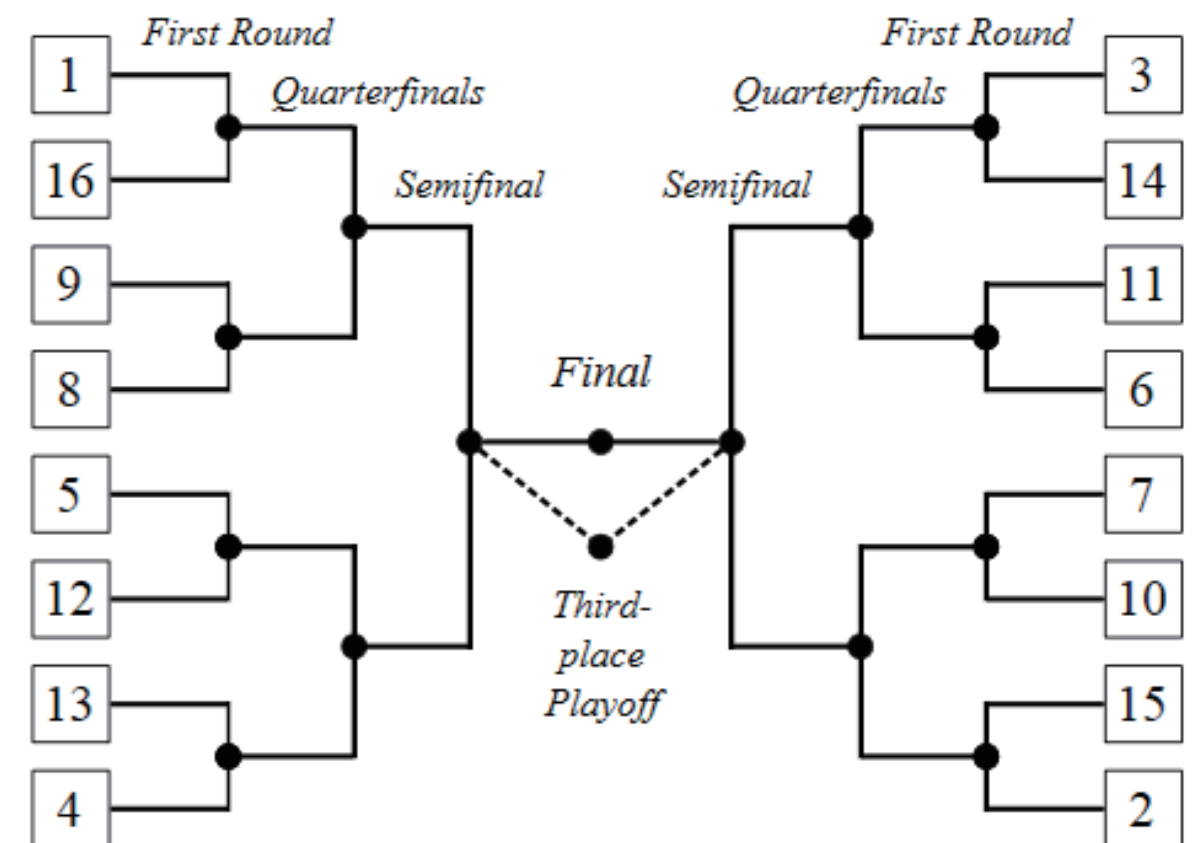 First Round
First Round
1
3
Quarterfinals
Quarterfinals
16
14
Semifinal
Semifinal
9
11
8
6
Final
5
7
12
10
Third-
place
Playoff
13
15
4
2